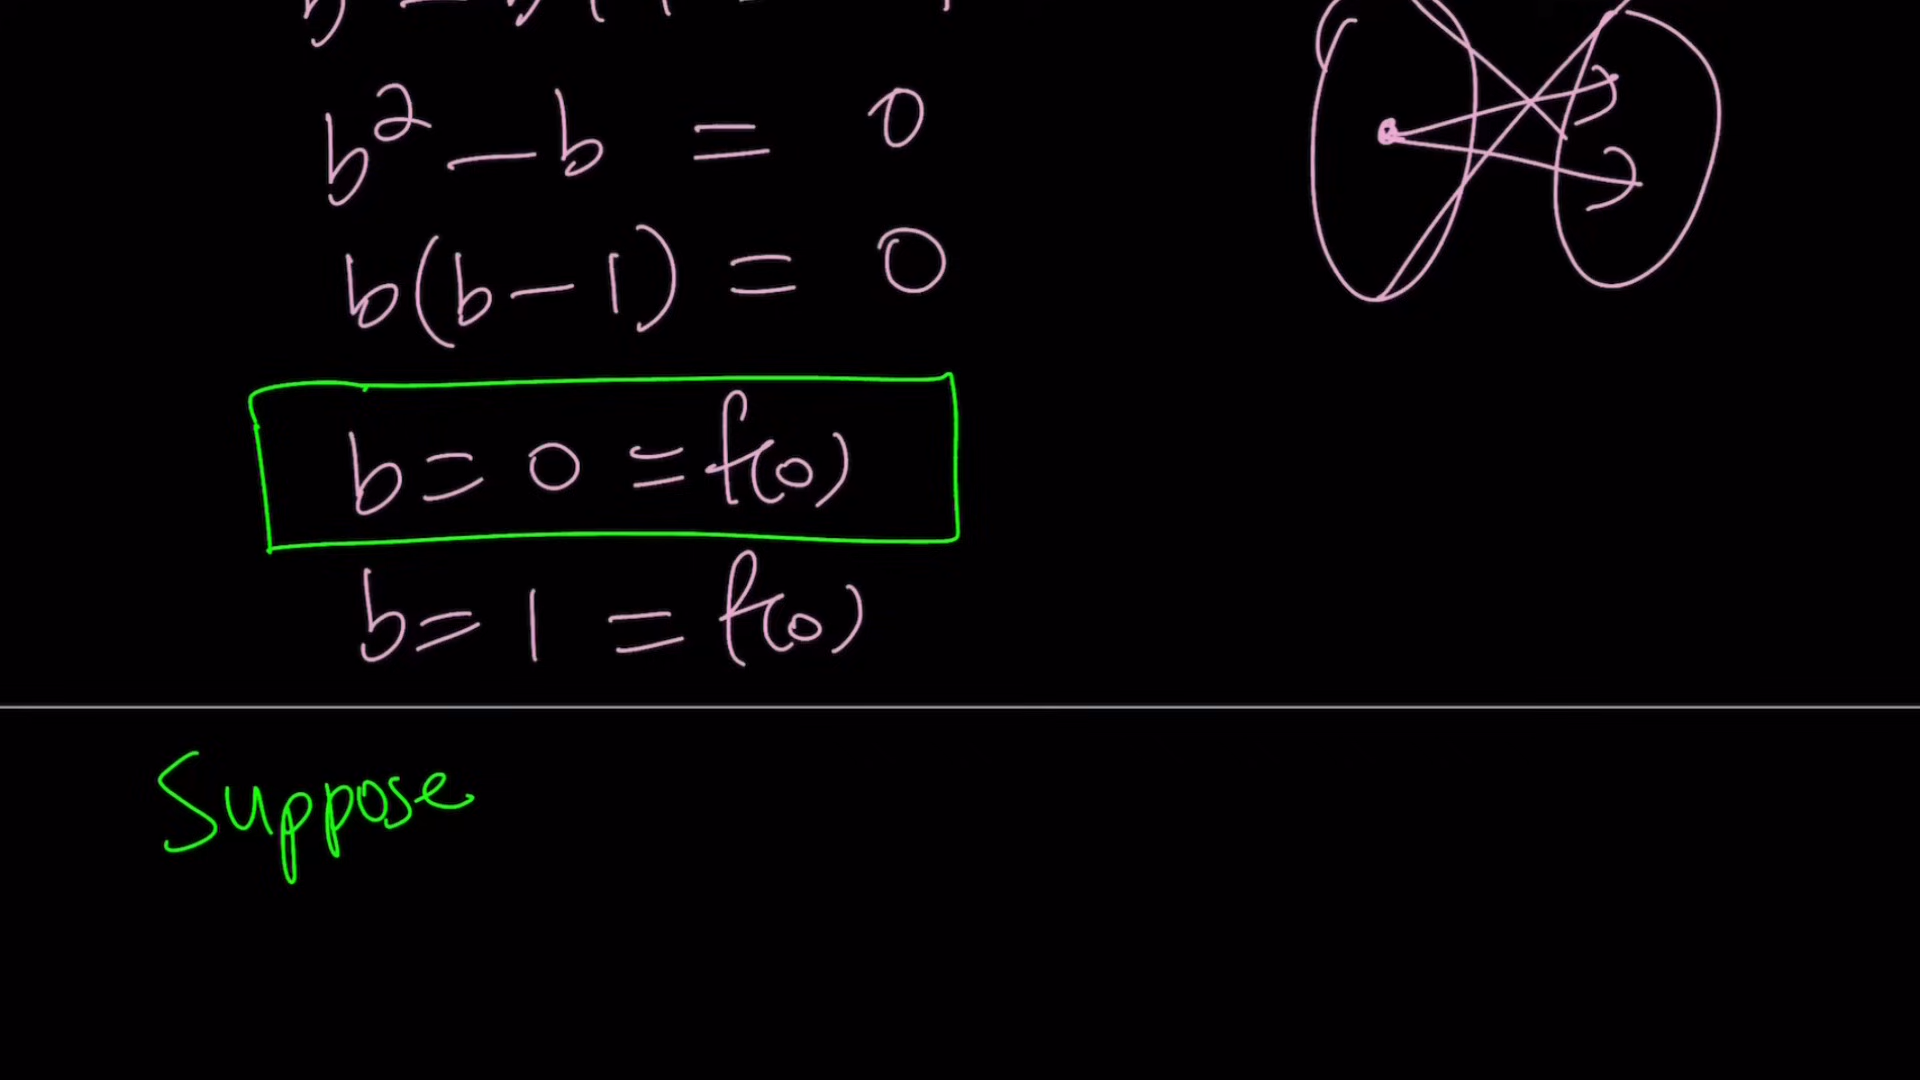 b² - b = 0
b(b-1) = 0
b = 0 = f(0)
b = 1 = f(0)
Suppose